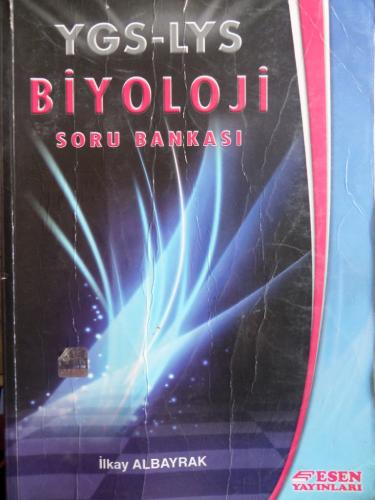 YGS-LYS
BİYOLOJİ
SORU BANKASI
İlkay ALBAYRAK
ESEN
YAYINLARI